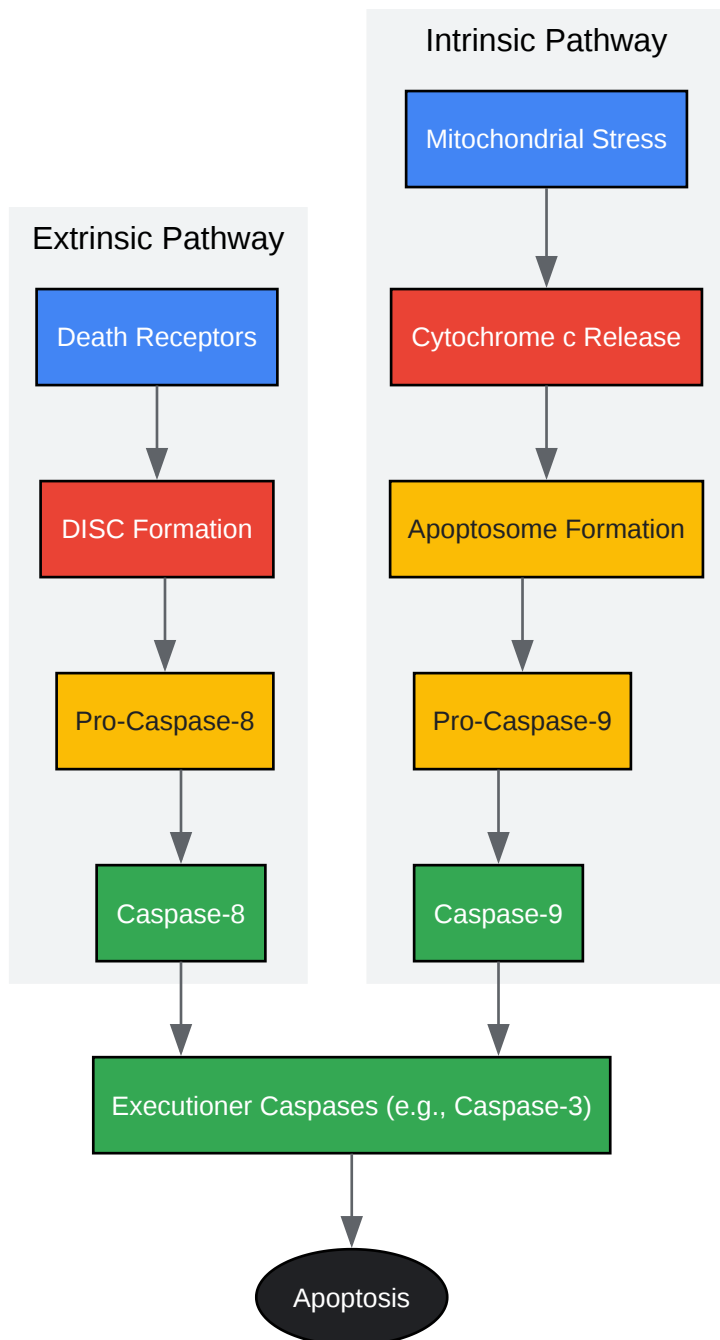 Intrinsic Pathway
Mitochondrial Stress
Extrinsic Pathway
Death Receptors
Cytochrome c Release
DISC Formation
Apoptosome Formation
Pro-Caspase-8
Pro-Caspase-9
Caspase-8
Caspase-9
Executioner Caspases (e.g., Caspase-3)
Apoptosis